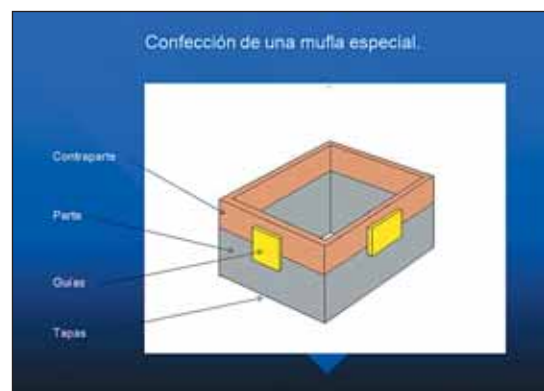 Confección de una mufla especial.
Contraparte
Parte
Guías
Tapas